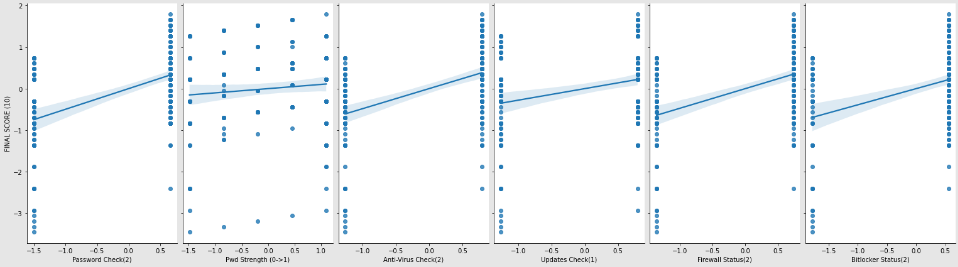 2
1
0
−1
−2
−3
FINAL SCORE (10)
−1.5 −1.0 −0.5 0.0 0.5
Password Check(2)
−1.5 −1.0 −0.5 0.0 0.5 1.0
Pwd Strength (0->1)
−1.0 −0.5 0.0 0.5
Anti-Virus Check(2)
−1.0 −0.5 0.0 0.5
Updates Check(1)
−1.0 −0.5 0.0 0.5
Firewall Status(2)
−1.5 −1.0 −0.5 0.0 0.5
Bitlocker Status(2)